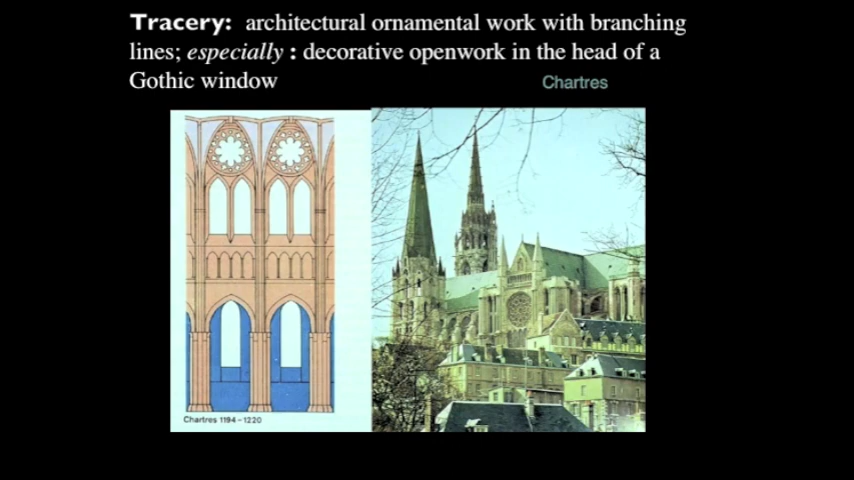 Tracery: architectural ornamental work with branching
lines; especially : decorative openwork in the head of a
Gothic window
Chartres
Chartres 1194–1220